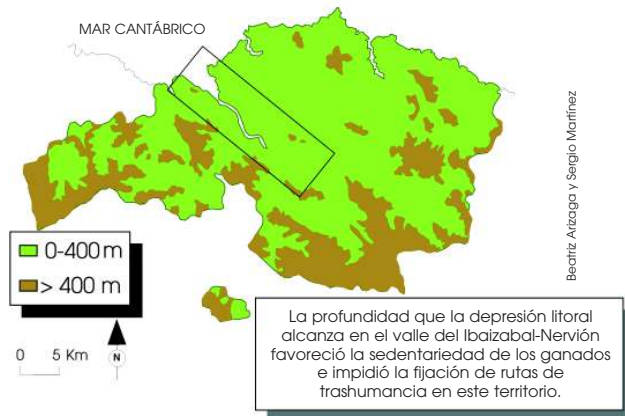 MAR CANTÁBRICO
Beatriz Arizaga y Sergio Martínez
0-400 m
> 400 m
0 5 Km
N
La profundidad que la depresión litoral
alcanza en el valle del Ibaizabal-Nervión
favoreció la sedentariedad de los ganados
e impidió la fijación de rutas de
trashumancia en este territorio.